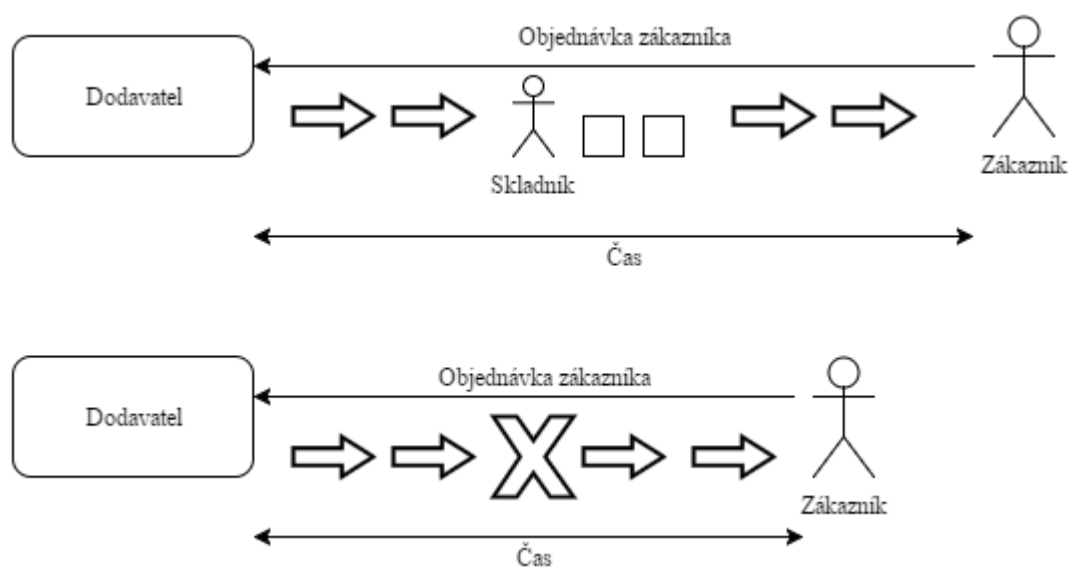 Objednávka zákazníka
Dodavatel
Skladník
Zákazník
Čas
Objednávka zákazníka
Dodavatel
X
Zákazník
Čas